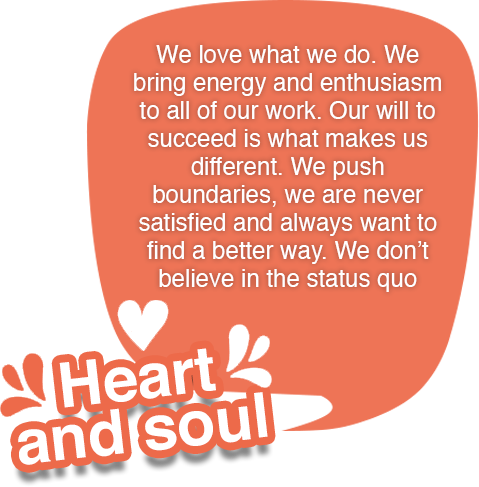 We love what we do. We
bring energy and enthusiasm
to all of our work. Our will to
succeed is what makes us
different. We push
boundaries, we are never
satisfied and always want to
find a better way. We don’t
believe in the status quo
Heart
and soul